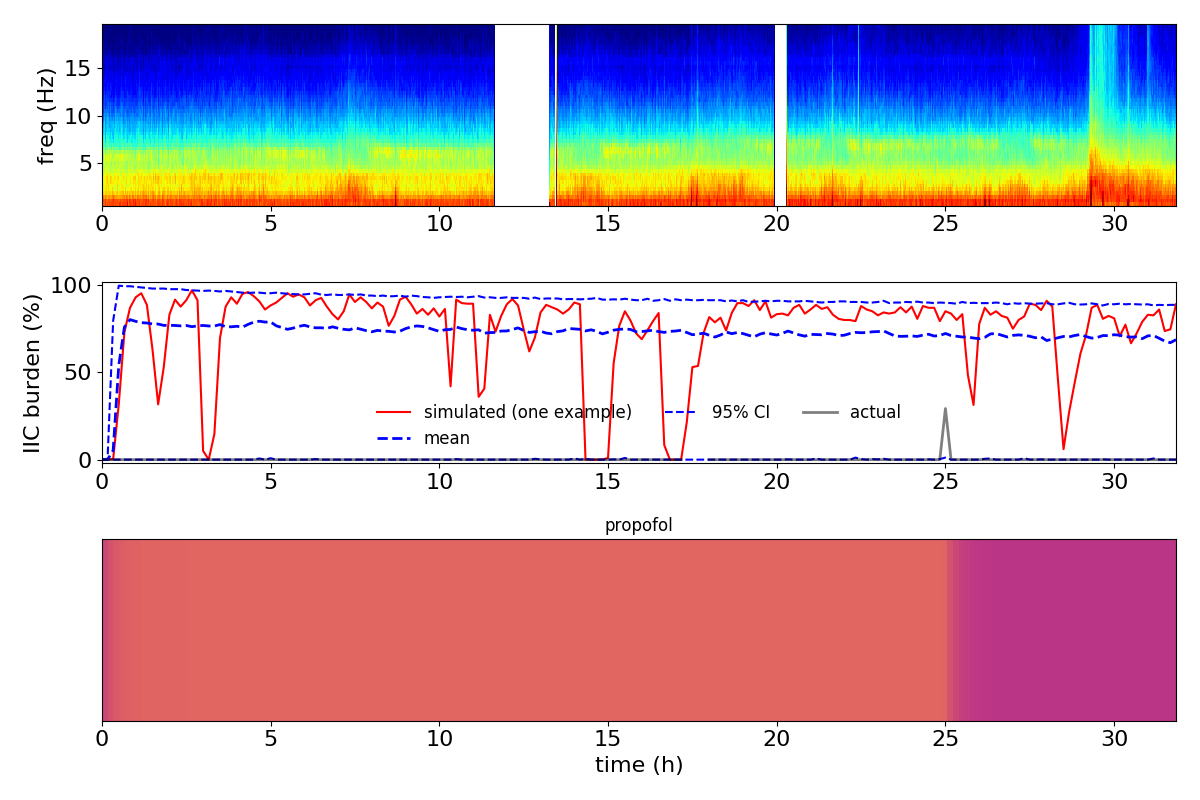 freq (Hz)
15
10
5
0 5 10 15 20 25 30
IIC burden (%)
100
50
0
simulated (one example) 95% CI actual
mean
0 5 10 15 20 25 30
propofol
0 5 10 15 20 25 30
time (h)